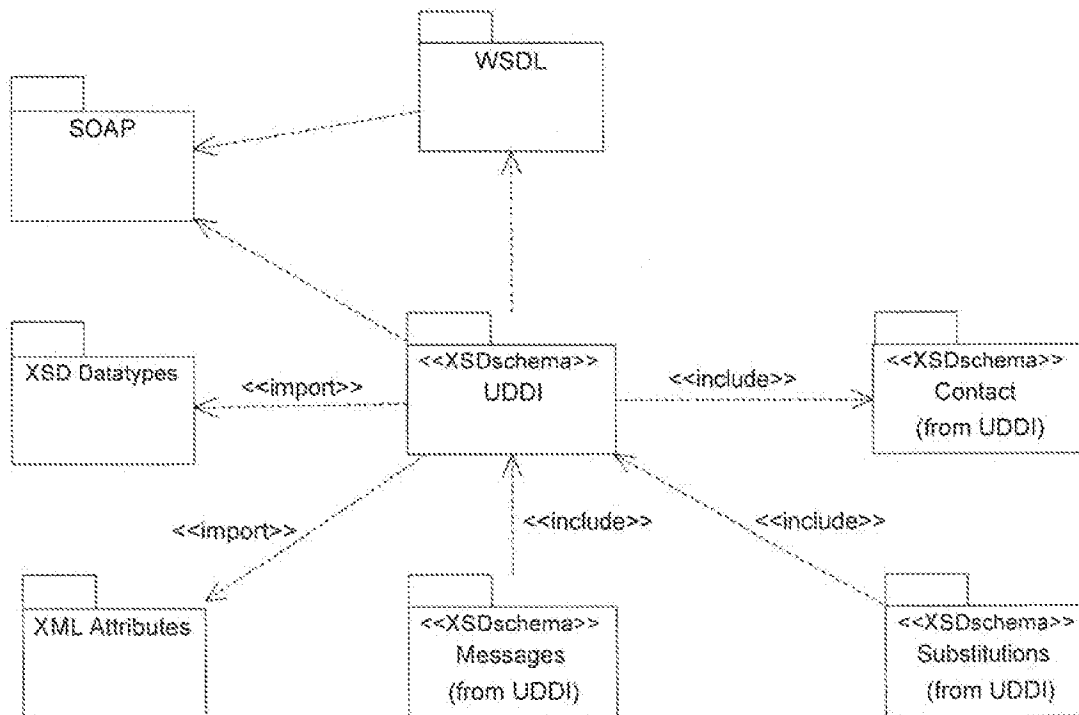 WSDL
SOAP
<<XSDschema>>
UDDI
XSD Datatypes
<<import>>
<<include>>
<<XSDschema>>
Contact
(from UDDI)
<<import>>
<<include>>
<<include>>
XML Attributes
<<XSDschema>>
Messages
(from UDDI)
<<XSDschema>>
Substitutions
(from UDDI)